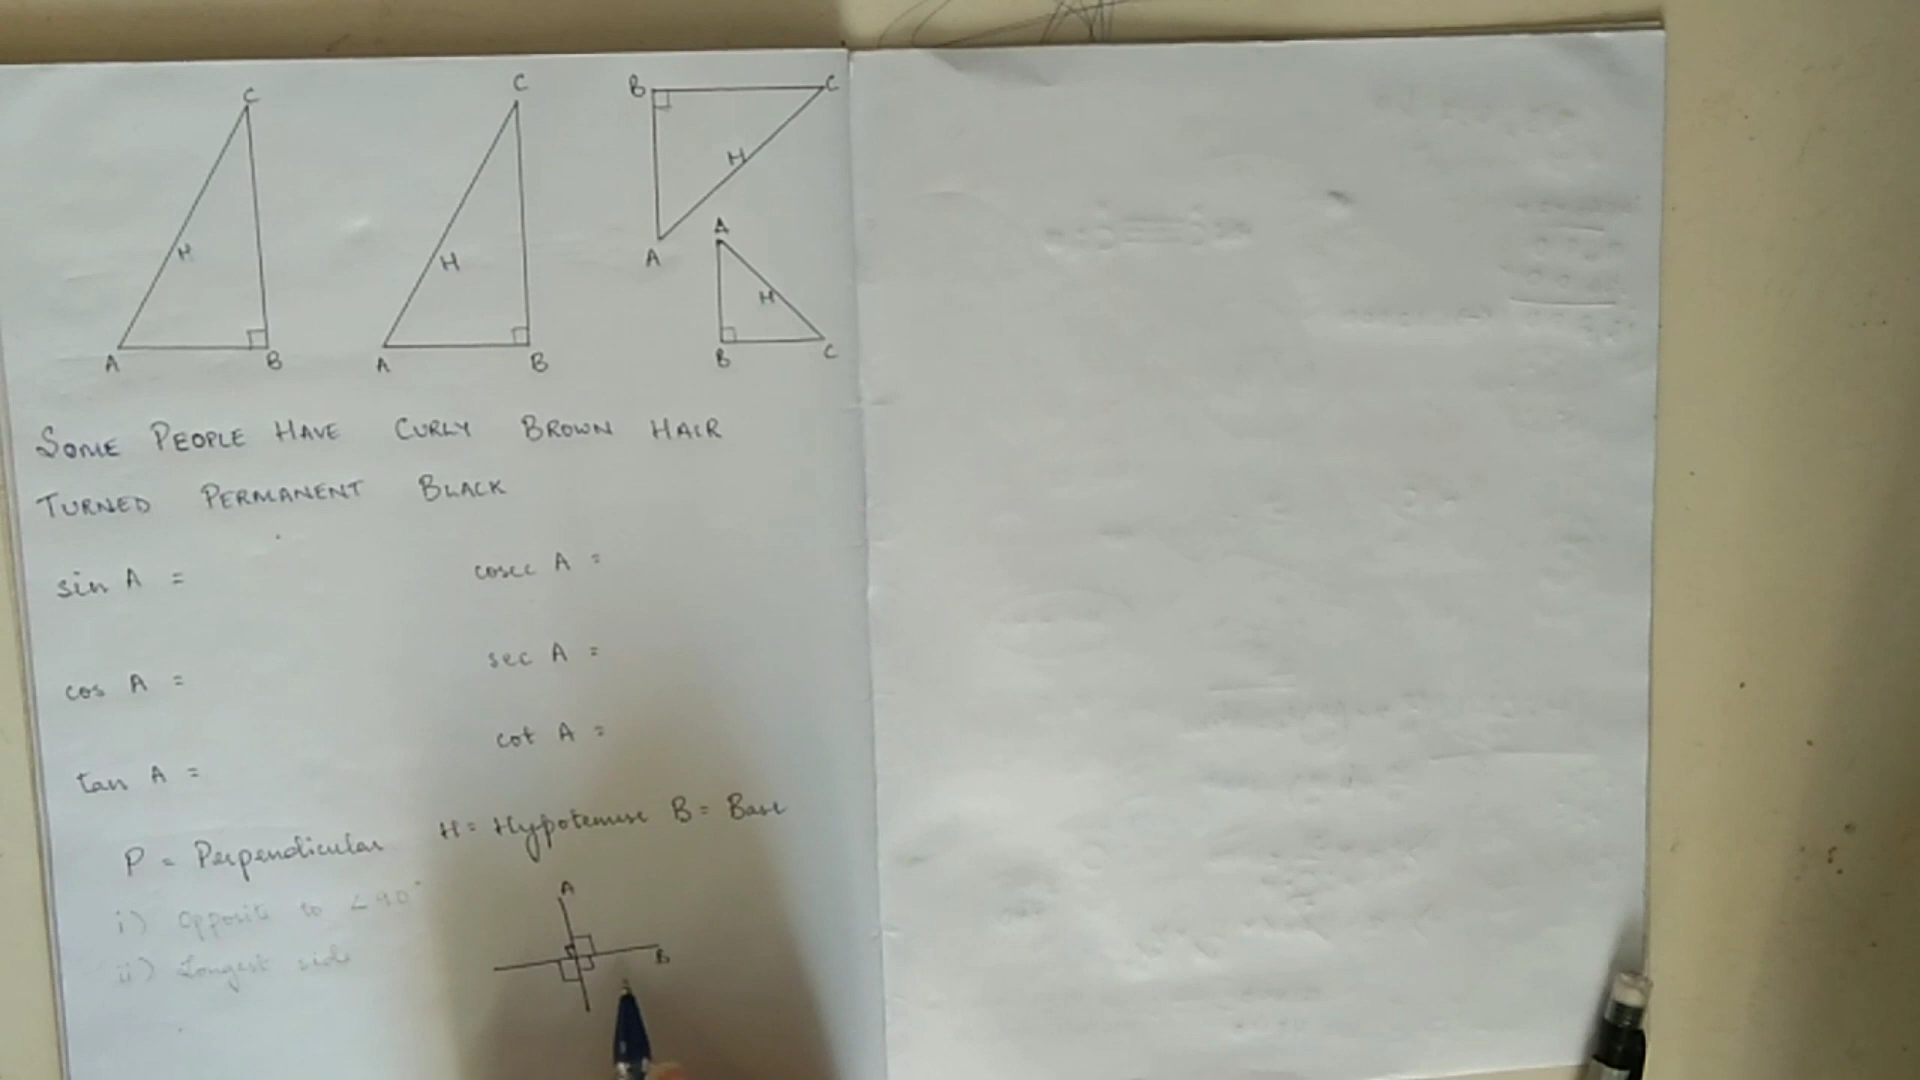 C
H
A B
C
H
A B
B C
H
A
A
H
B C
SOME PEOPLE HAVE CURLY BROWN HAIR
TURNED PERMANENT BLACK
sin A =
cosec A =
cos A =
sec A =
tan A =
cot A =
P = Perpendicular H = Hypotenuse B = Base
i) Opposite to ∠90°
ii) Longest side
A
B